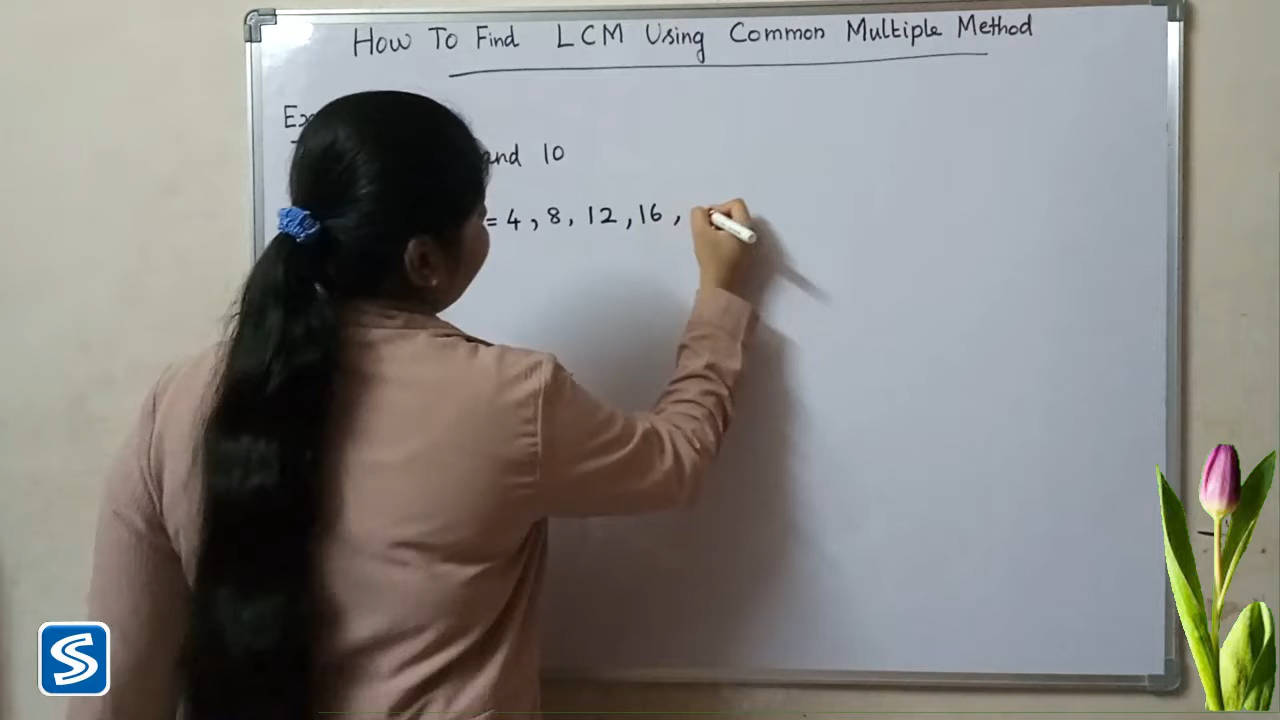 How To Find LCM Using Common Multiple Method
and 10
= 4, 8, 12, 16,
S